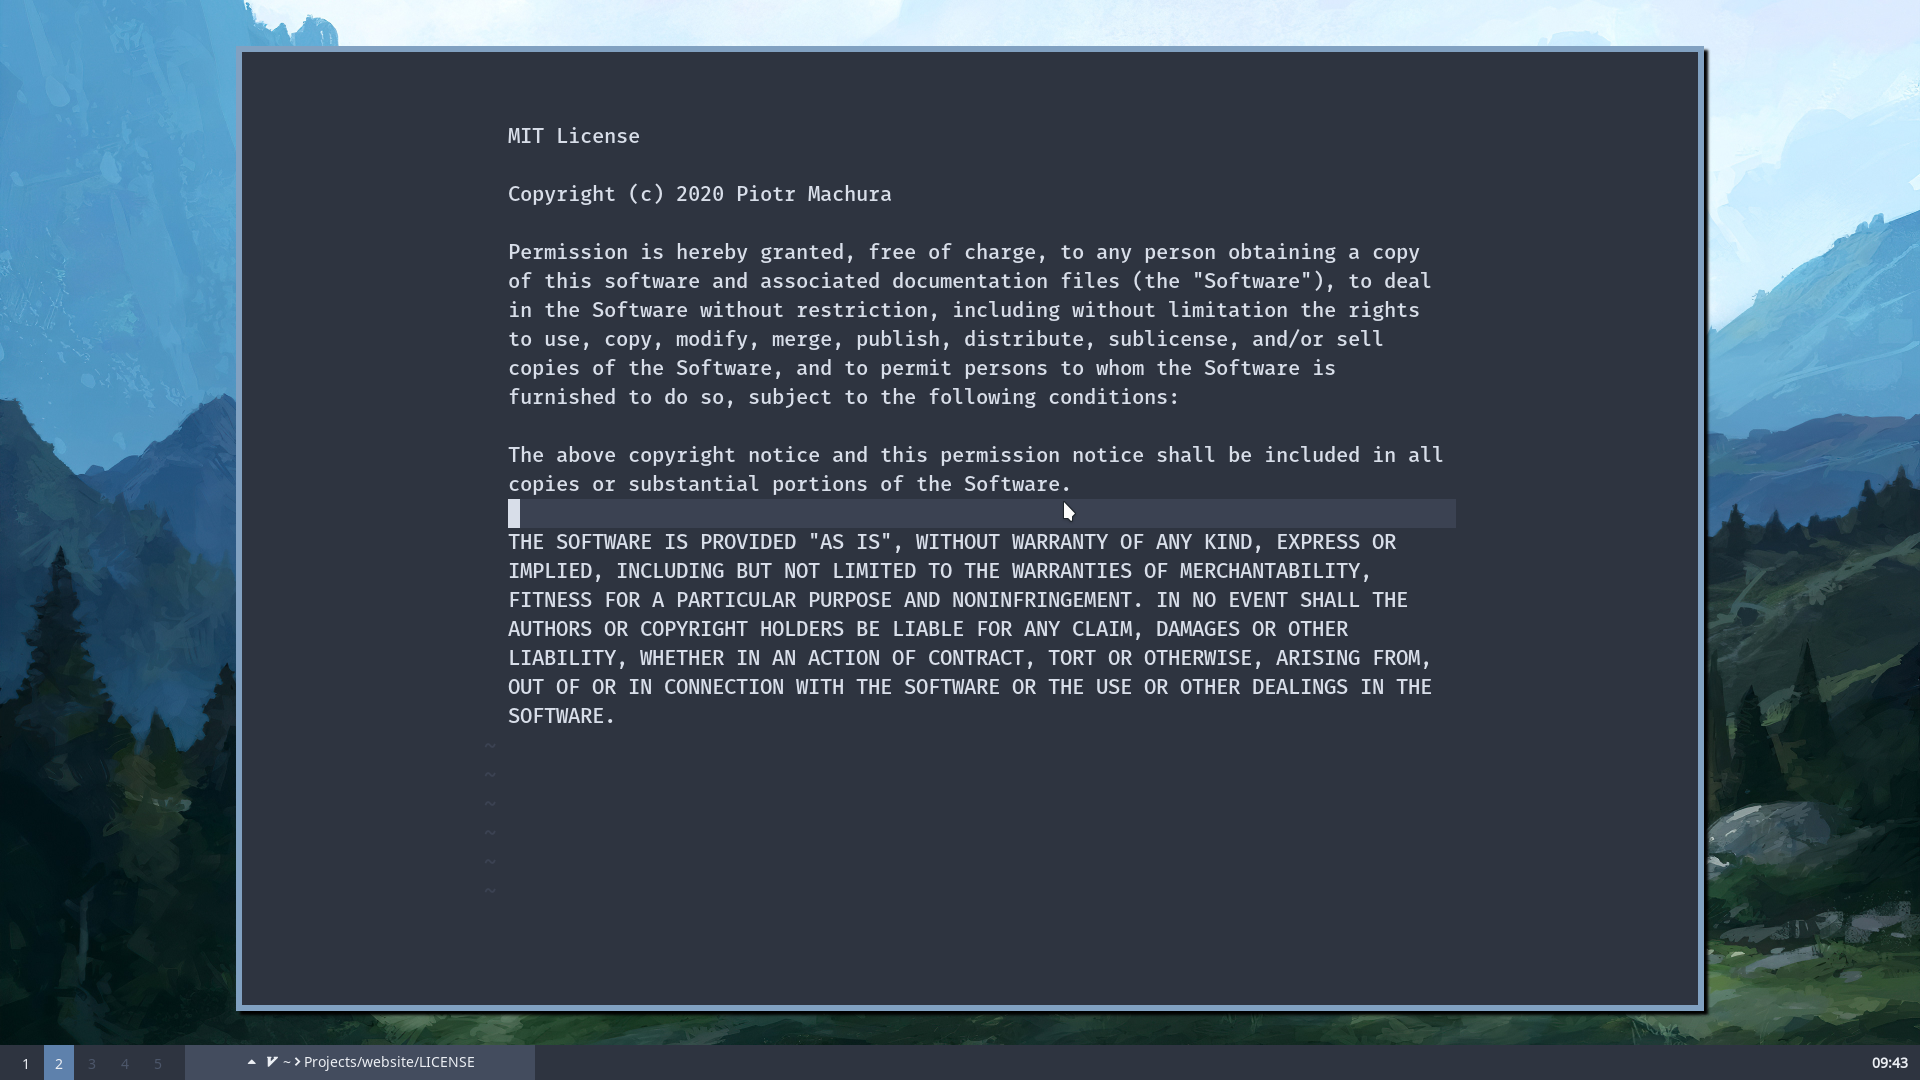 MIT License
Copyright (c) 2020 Piotr Machura
Permission is hereby granted, free of charge, to any person obtaining a copy
of this software and associated documentation files (the "Software"), to deal
in the Software without restriction, including without limitation the rights
to use, copy, modify, merge, publish, distribute, sublicense, and/or sell
copies of the Software, and to permit persons to whom the Software is
furnished to do so, subject to the following conditions:
The above copyright notice and this permission notice shall be included in all
copies or substantial portions of the Software.
THE SOFTWARE IS PROVIDED "AS IS", WITHOUT WARRANTY OF ANY KIND, EXPRESS OR
IMPLIED, INCLUDING BUT NOT LIMITED TO THE WARRANTIES OF MERCHANTABILITY,
FITNESS FOR A PARTICULAR PURPOSE AND NONINFRINGEMENT. IN NO EVENT SHALL THE
AUTHORS OR COPYRIGHT HOLDERS BE LIABLE FOR ANY CLAIM, DAMAGES OR OTHER
LIABILITY, WHETHER IN AN ACTION OF CONTRACT, TORT OR OTHERWISE, ARISING FROM,
OUT OF OR IN CONNECTION WITH THE SOFTWARE OR THE USE OR OTHER DEALINGS IN THE
SOFTWARE.
~
~
~
~
~
~
1 2 3 4 5 ~ > Projects/website/LICENSE 09:43